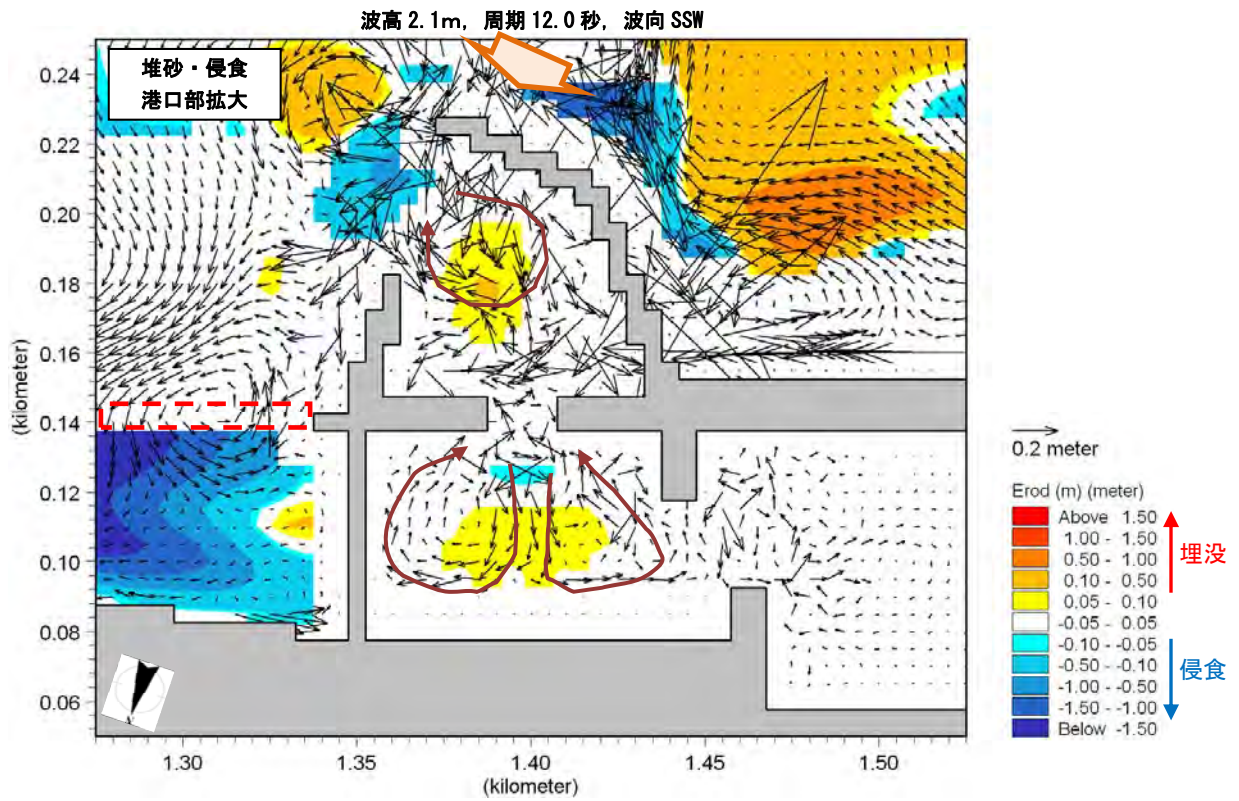 波高 2.1m, 周期 12.0 秒, 波向 SSW
堆砂・侵食
港口部拡大
0.24
0.22
0.20
0.18
0.16
0.14
0.12
0.10
0.08
0.06
(kilometer)
1.30
1.35
1.40
1.45
1.50
(kilometer)
N
0.2 meter
Erod (m) (meter)
Above 1.50
1.00 - 1.50
0.50 - 1.00
0.10 - 0.50
0.05 - 0.10
-0.05 - 0.05
-0.10 - -0.05
-0.50 - -0.10
-1.00 - -0.50
-1.50 - -1.00
Below -1.50
埋没
侵食